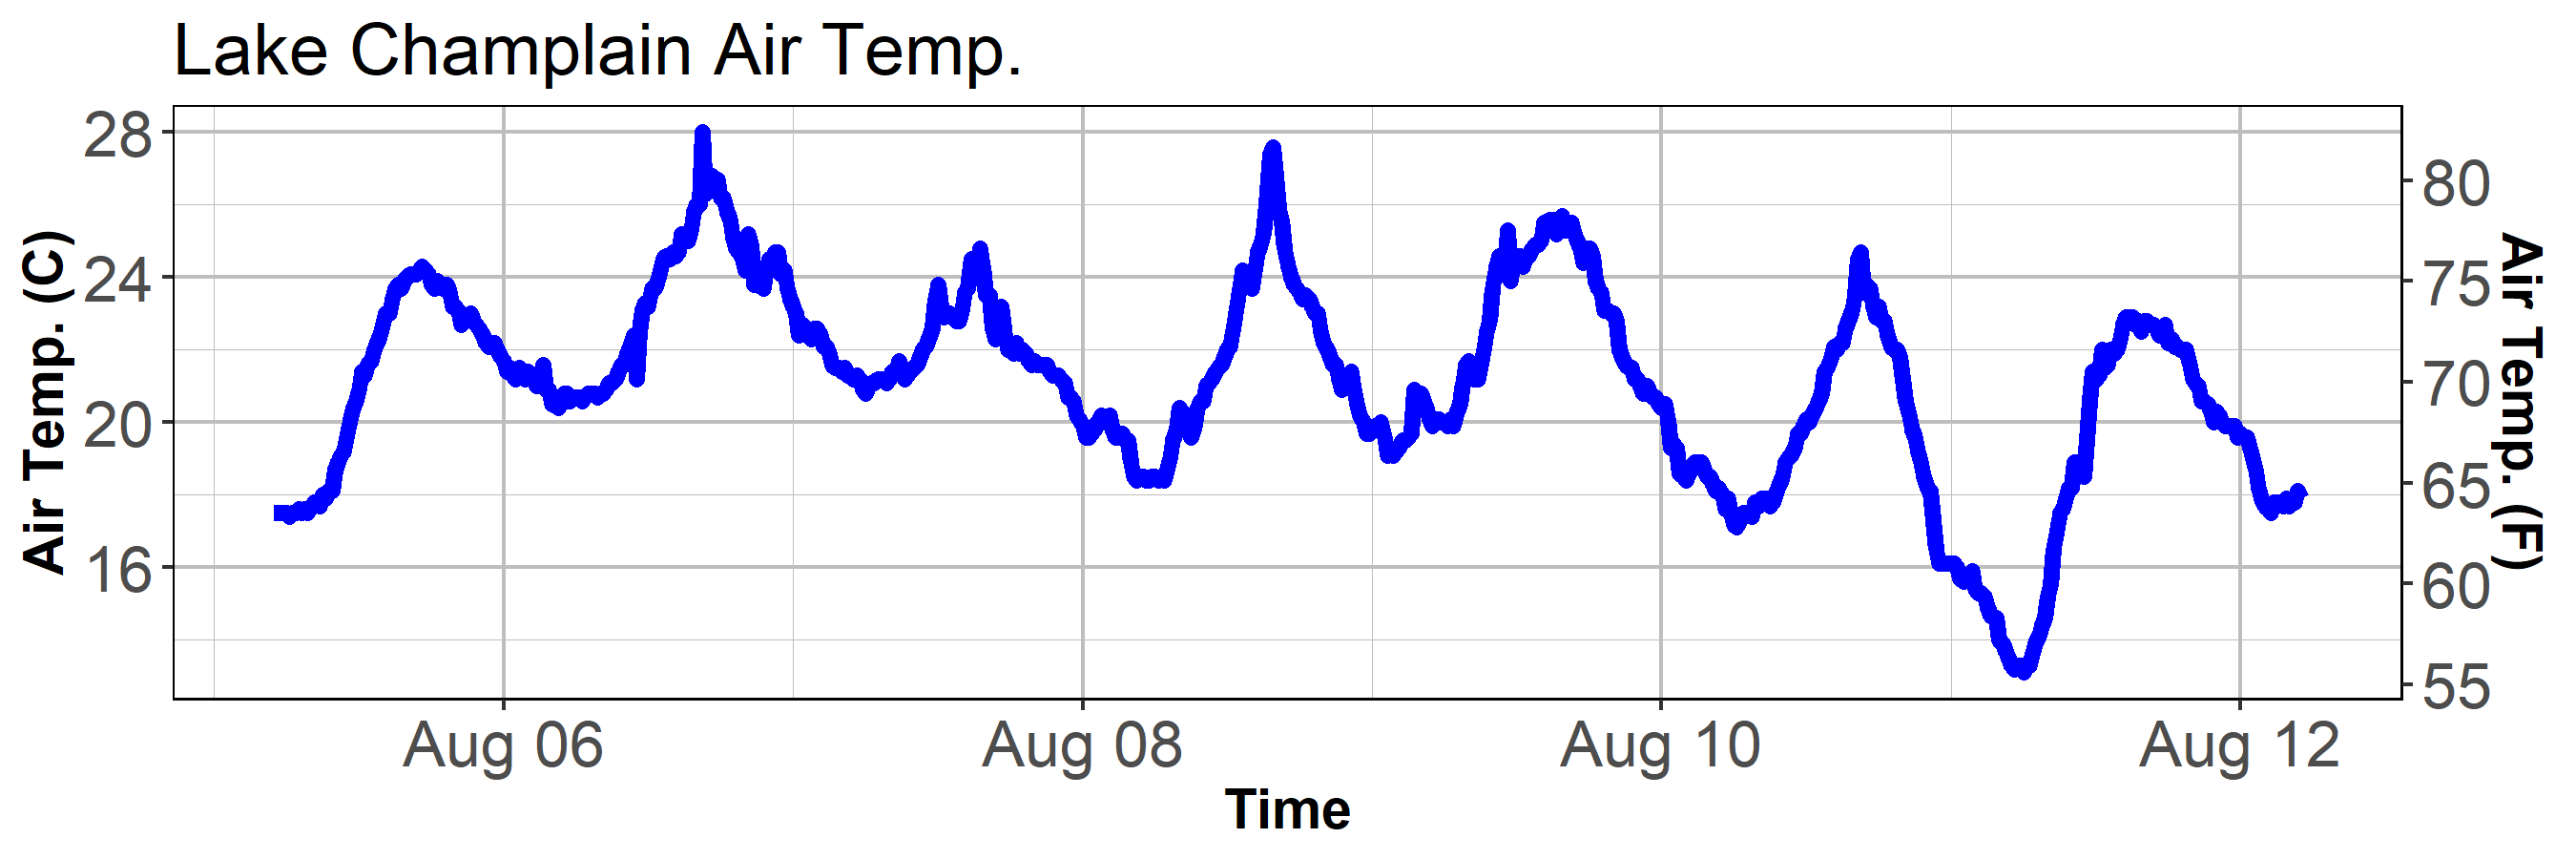 Lake Champlain Air Temp.
28
24
20
16
Air Temp. (C)
80
75
70
65
60
55
Air Temp. (F)
Aug 06 Aug 08 Aug 10 Aug 12
Time